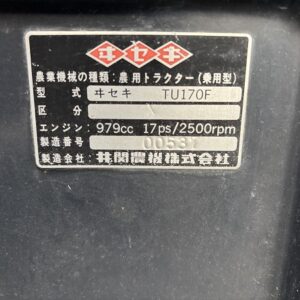 ヰセキ
農業機械の種類：農用トラクター（乗用型）
型式 ヰセキ TU170F
区分 V
エンジン 979cc 17ps/2500rpm
製造番号
製造会社 井関農機株式会社